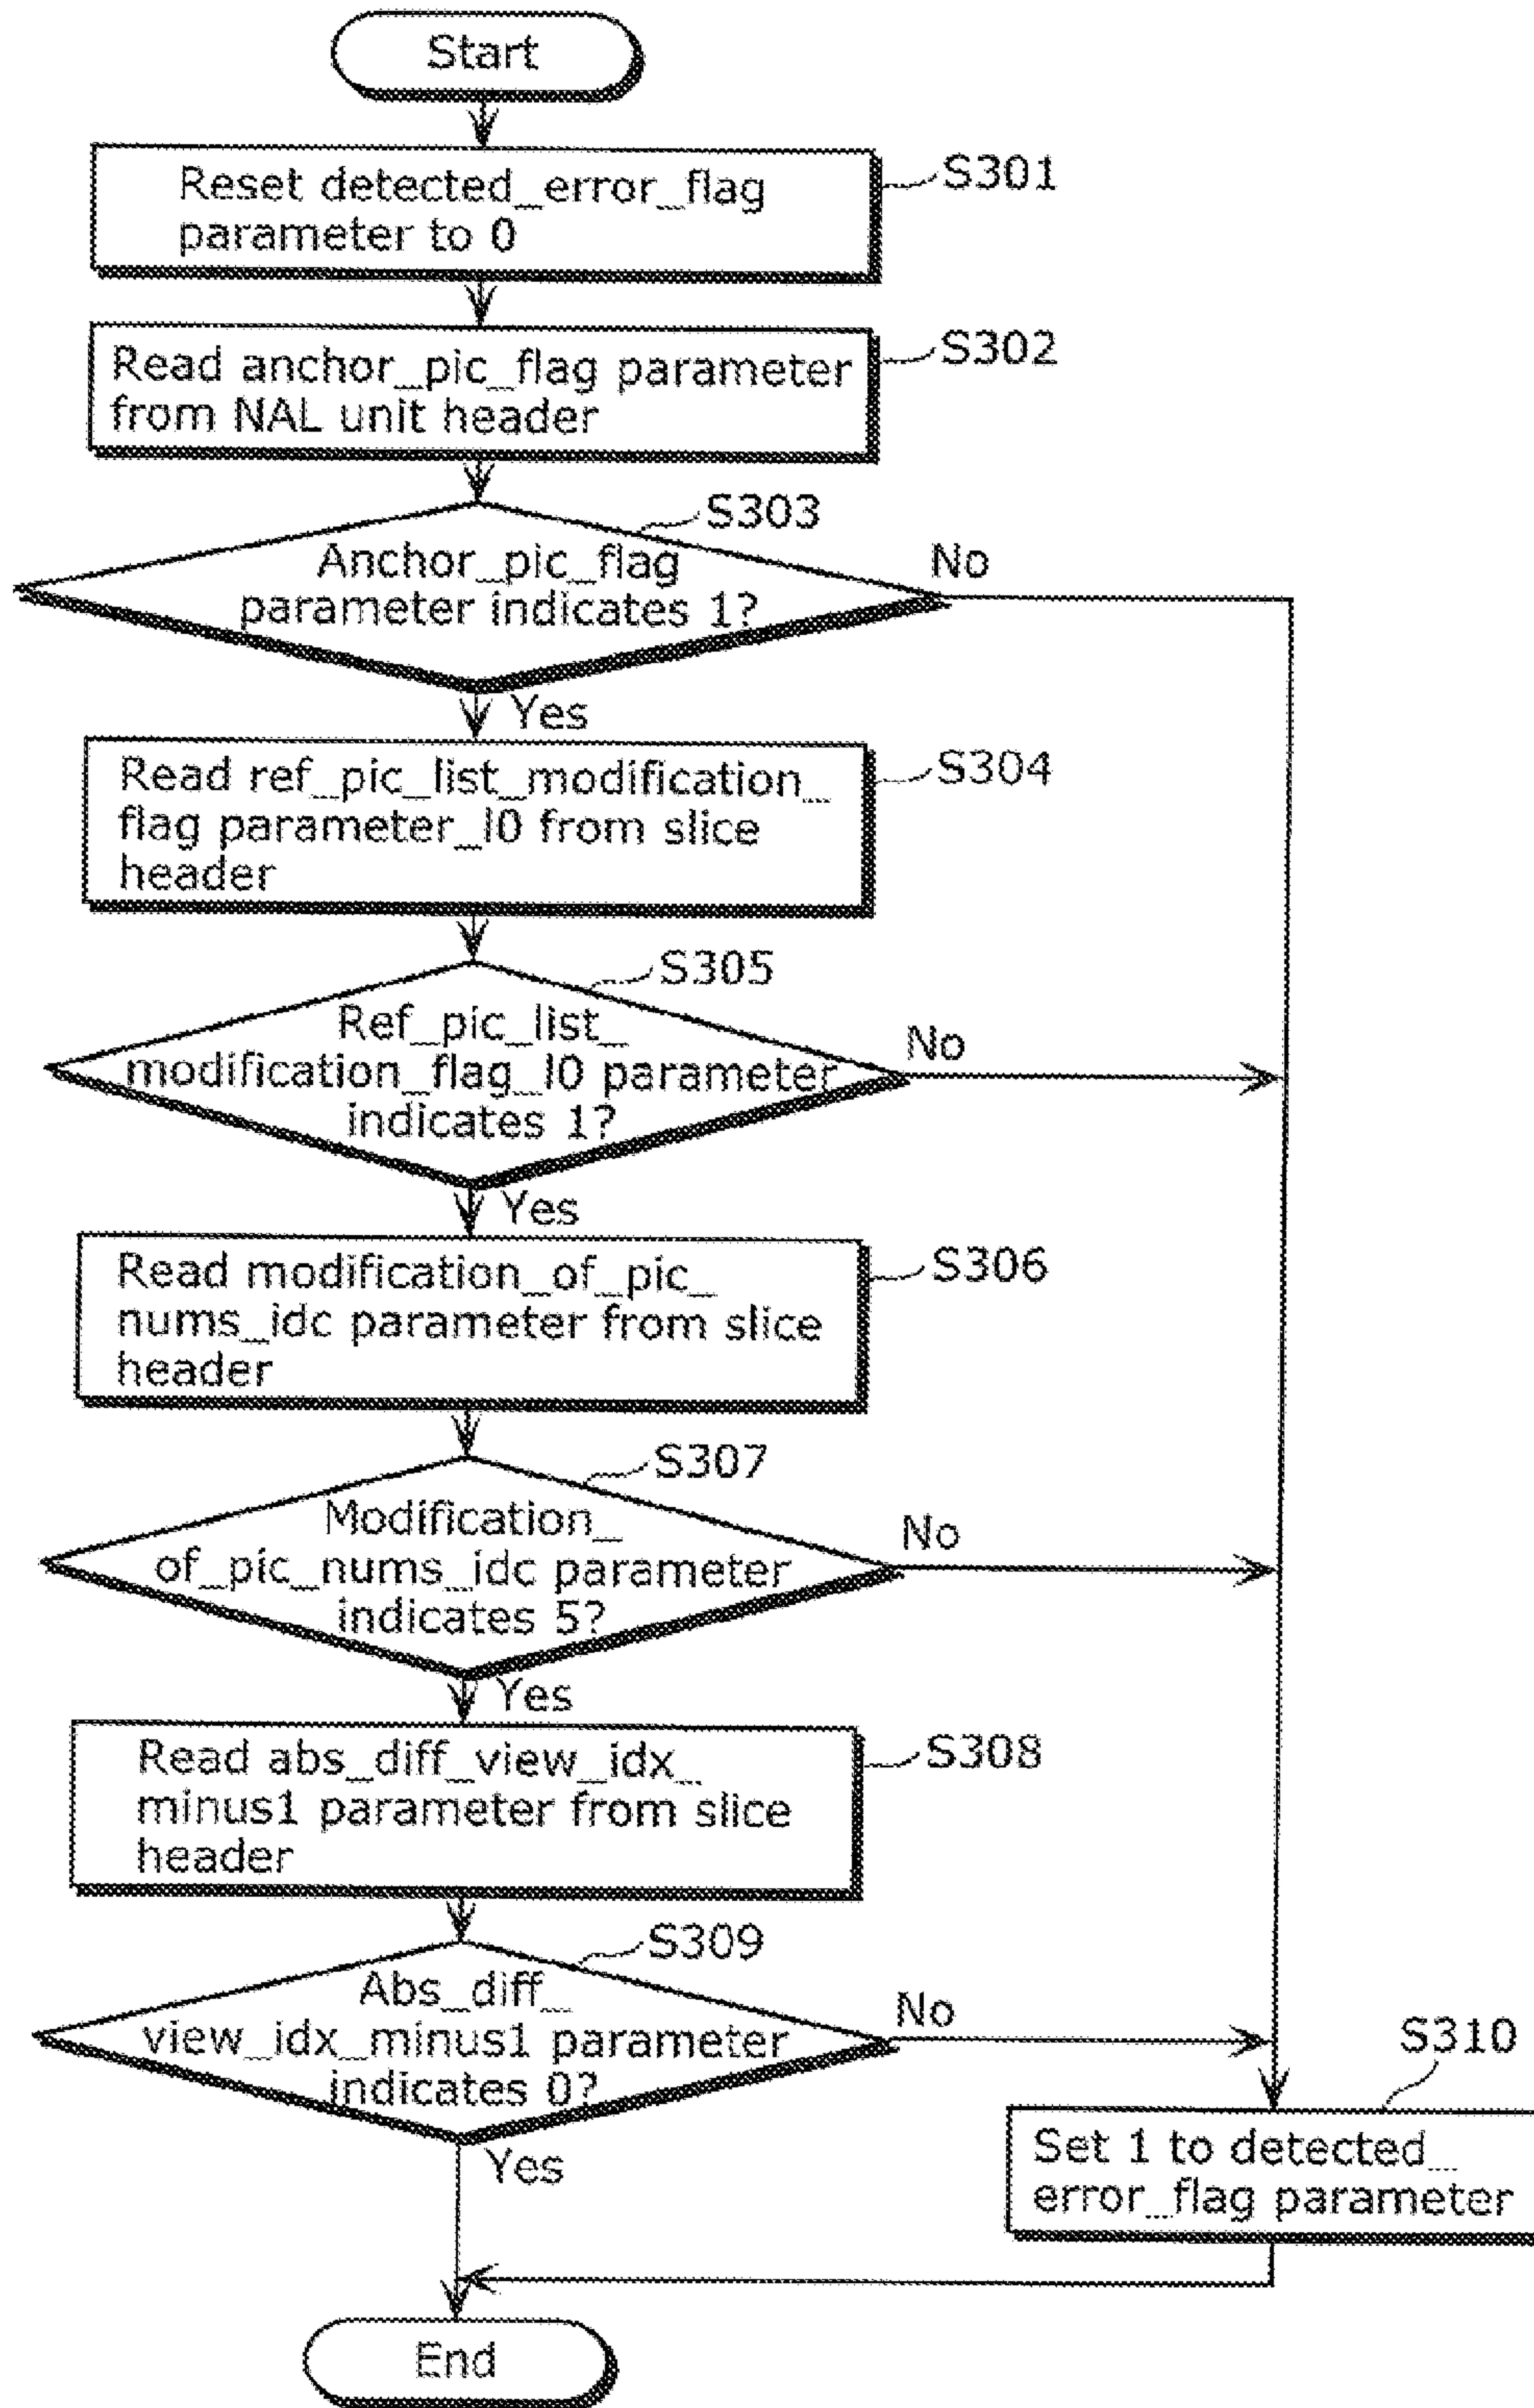 Start
Reset detected_error_flag
parameter to 0
S301
Read anchor_pic_flag parameter
from NAL unit header
S302
S303
Anchor_pic_flag
parameter indicates 1?
No
Yes
Read ref_pic_list_modification_
flag parameter_l0 from slice
header
S304
S305
Ref_pic_list_
modification_flag_l0 parameter
indicates 1?
No
Yes
Read modification_of_pic_
nums_idc parameter from slice
header
S306
S307
Modification_
of_pic_nums_idc parameter
indicates 5?
No
Yes
Read abs_diff_view_idx_
minus1 parameter from slice
header
S308
S309
Abs_diff_
view_idx_minus1 parameter
indicates 0?
No
Yes
S310
Set 1 to detected_
error_flag parameter
End